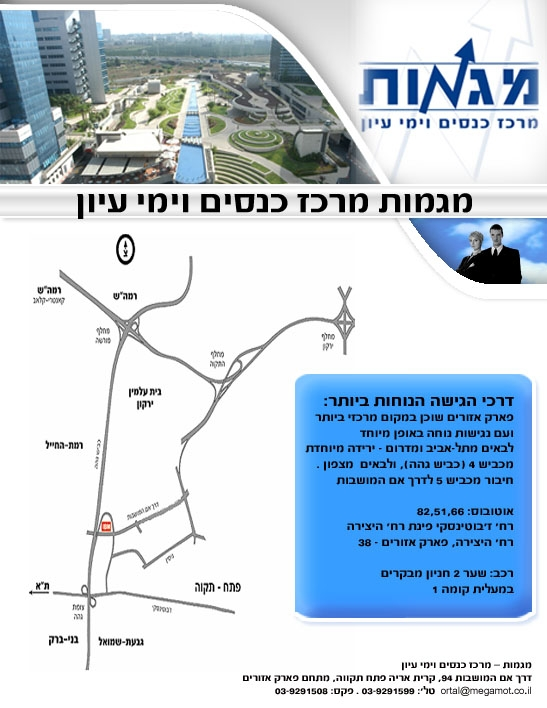 מגמות
מרכז כנסים וימי עיון
מגמות מרכז כנסים וימי עיון
רמה"ש
קאנטרי-קלאב
רמה"ש
מחלף
מורשה
מחלף
ירקון
מחלף
התקוה
בית עלמין
ירקון
רמת-החייל
דרך אם המושבות
פתח - תקוה
ת"א
צומת
גהה
ז'בוטינסקי
גבעת-שמואל
בני-ברק
דרכי הגישה הנוחות ביותר:
פארק אזורים שוכן במקום מרכזי ביותר
ועם נגישות נוחה באופן מיוחד
לבאים מתל-אביב ומדרום - ירידה מיוחדת
מכביש 4 (כביש גהה), ולבאים מצפון .
חיבור מכביש 5 לדרך אם המושבות
אוטובוס: 82,51,66
רח' ז'בוטינסקי פינת רח' היצירה
רח' היצירה, פארק אזורים - 38
רכב: שער 2 חניון מבקרים
במעלית קומה 1
מגמות – מרכז כנסים וימי עיון
דרך אם המושבות 94, קרית אריה פתח תקווה, מתחם פארק אזורים
טל': 03-9291599 . פקס: 03-9291508 ortal@megamot.co.il